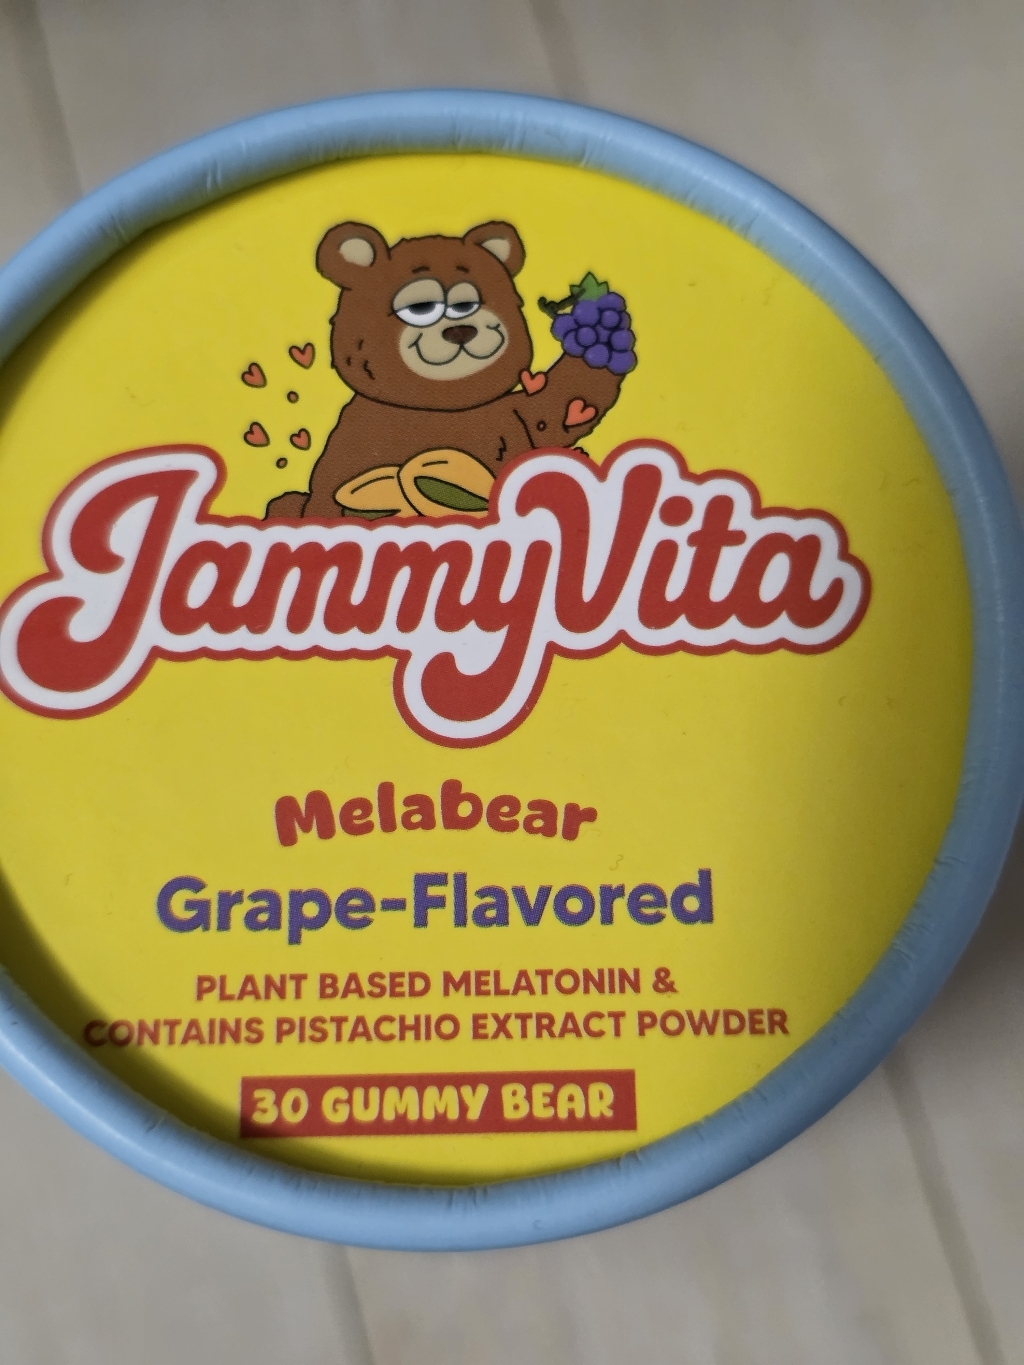 JammyVita
Melabear
Grape-Flavored
PLANT BASED MELATONIN &
CONTAINS PISTACHIO EXTRACT POWDER
30 GUMMY BEAR